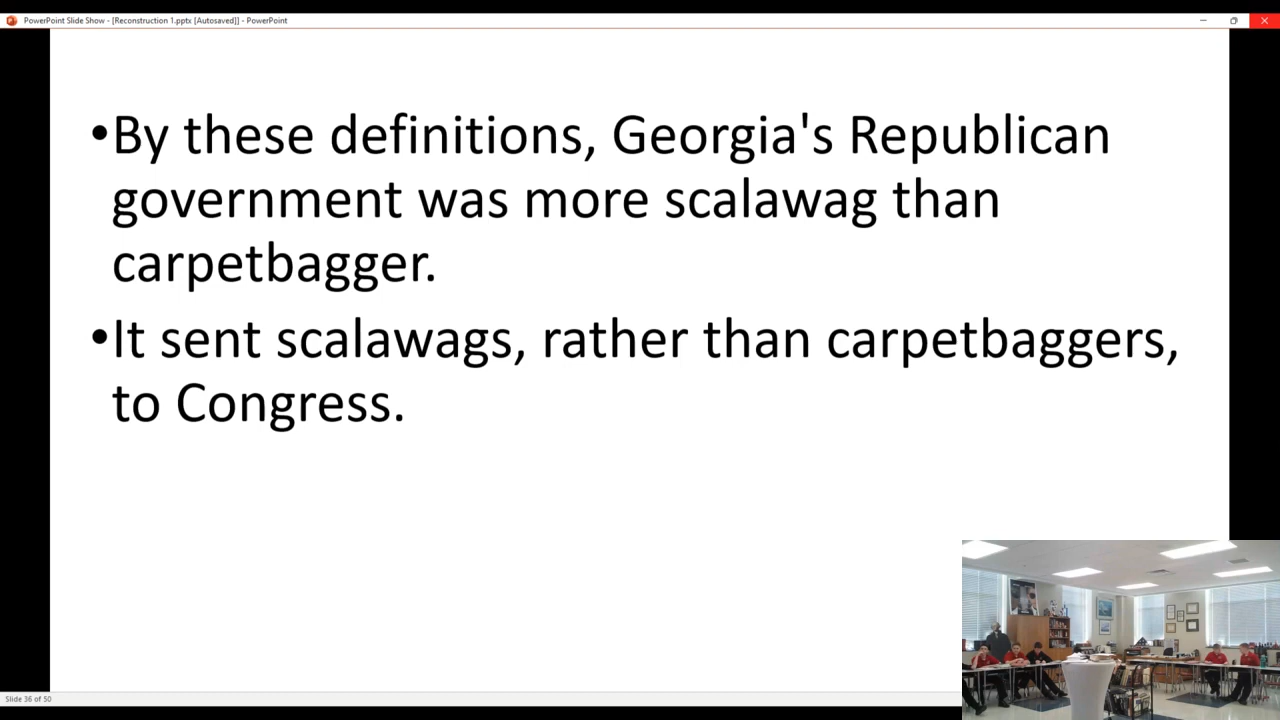 PowerPoint Slide Show - [Reconstruction 1.pptx [Autosaved]] - PowerPoint
•By these definitions, Georgia's Republican
government was more scalawag than
carpetbagger.
•It sent scalawags, rather than carpetbaggers,
to Congress.
Slide 36 of 50